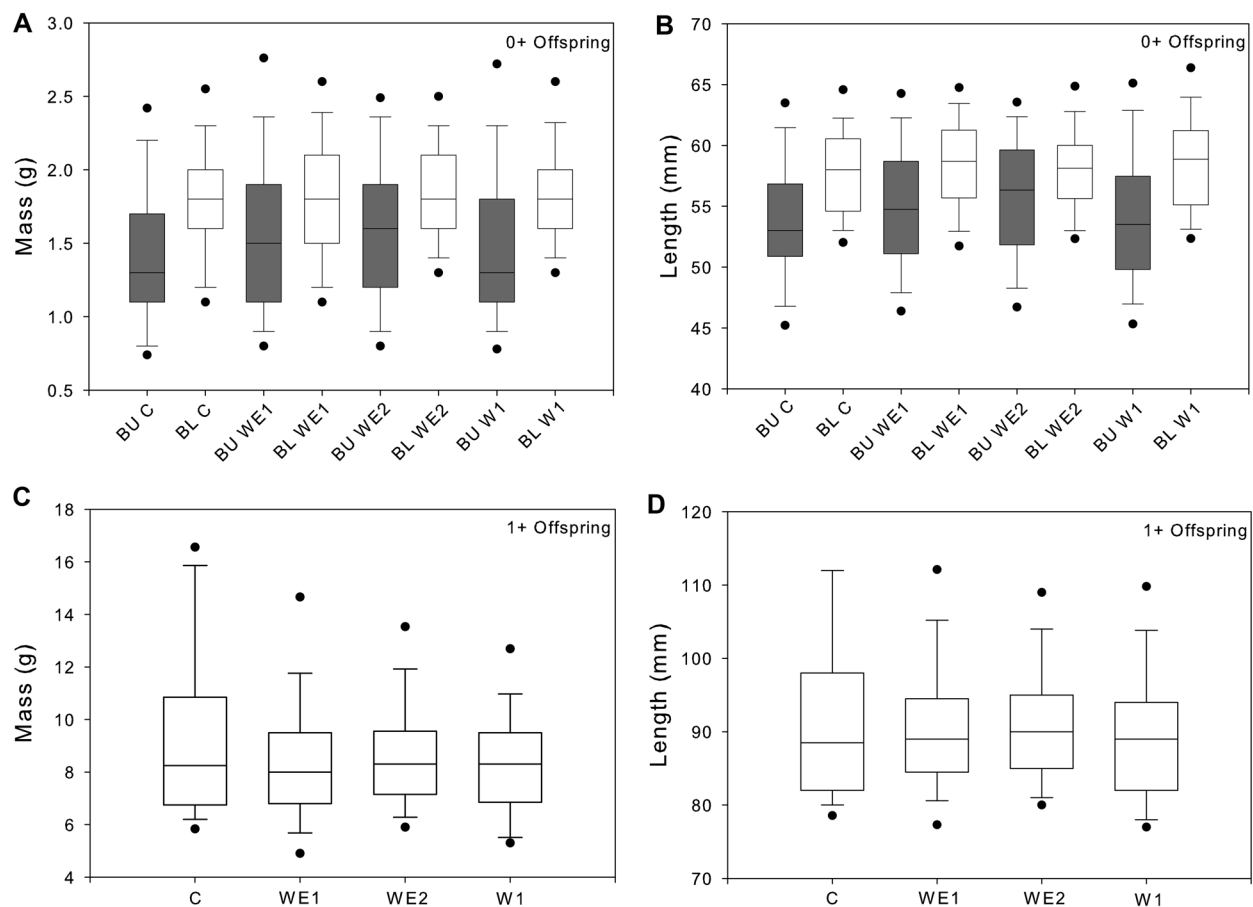 A
0+ Offspring
Mass (g)
3.0
2.5
2.0
1.5
1.0
0.5
BU C
BL C
BU WE1
BL WE1
BU WE2
BL WE2
BU W1
BL W1
B
0+ Offspring
Length (mm)
70
65
60
55
50
45
40
BU C
BL C
BU WE1
BL WE1
BU WE2
BL WE2
BU W1
BL W1
C
1+ Offspring
Mass (g)
18
16
14
12
10
8
6
4
C
WE1
WE2
W1
D
1+ Offspring
Length (mm)
120
110
100
90
80
70
C
WE1
WE2
W1